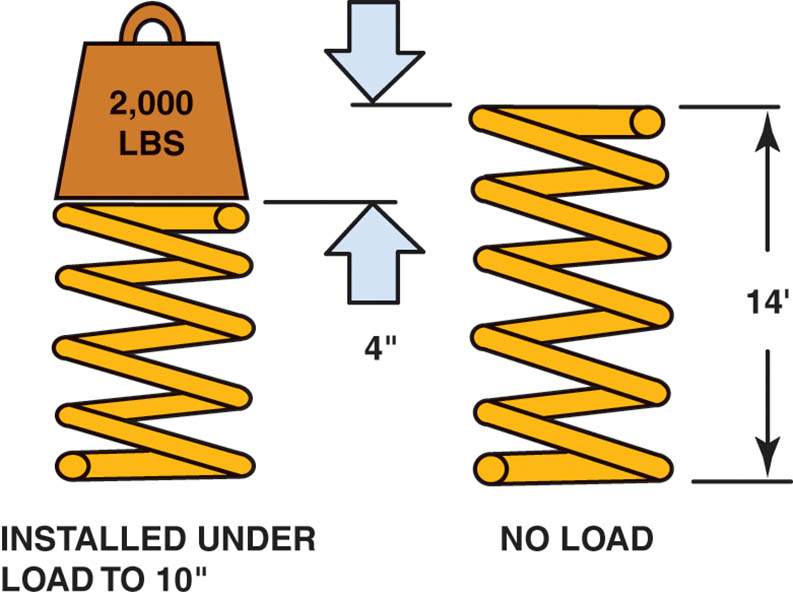 2,000
LBS
4"
14'
INSTALLED UNDER
LOAD TO 10"
NO LOAD